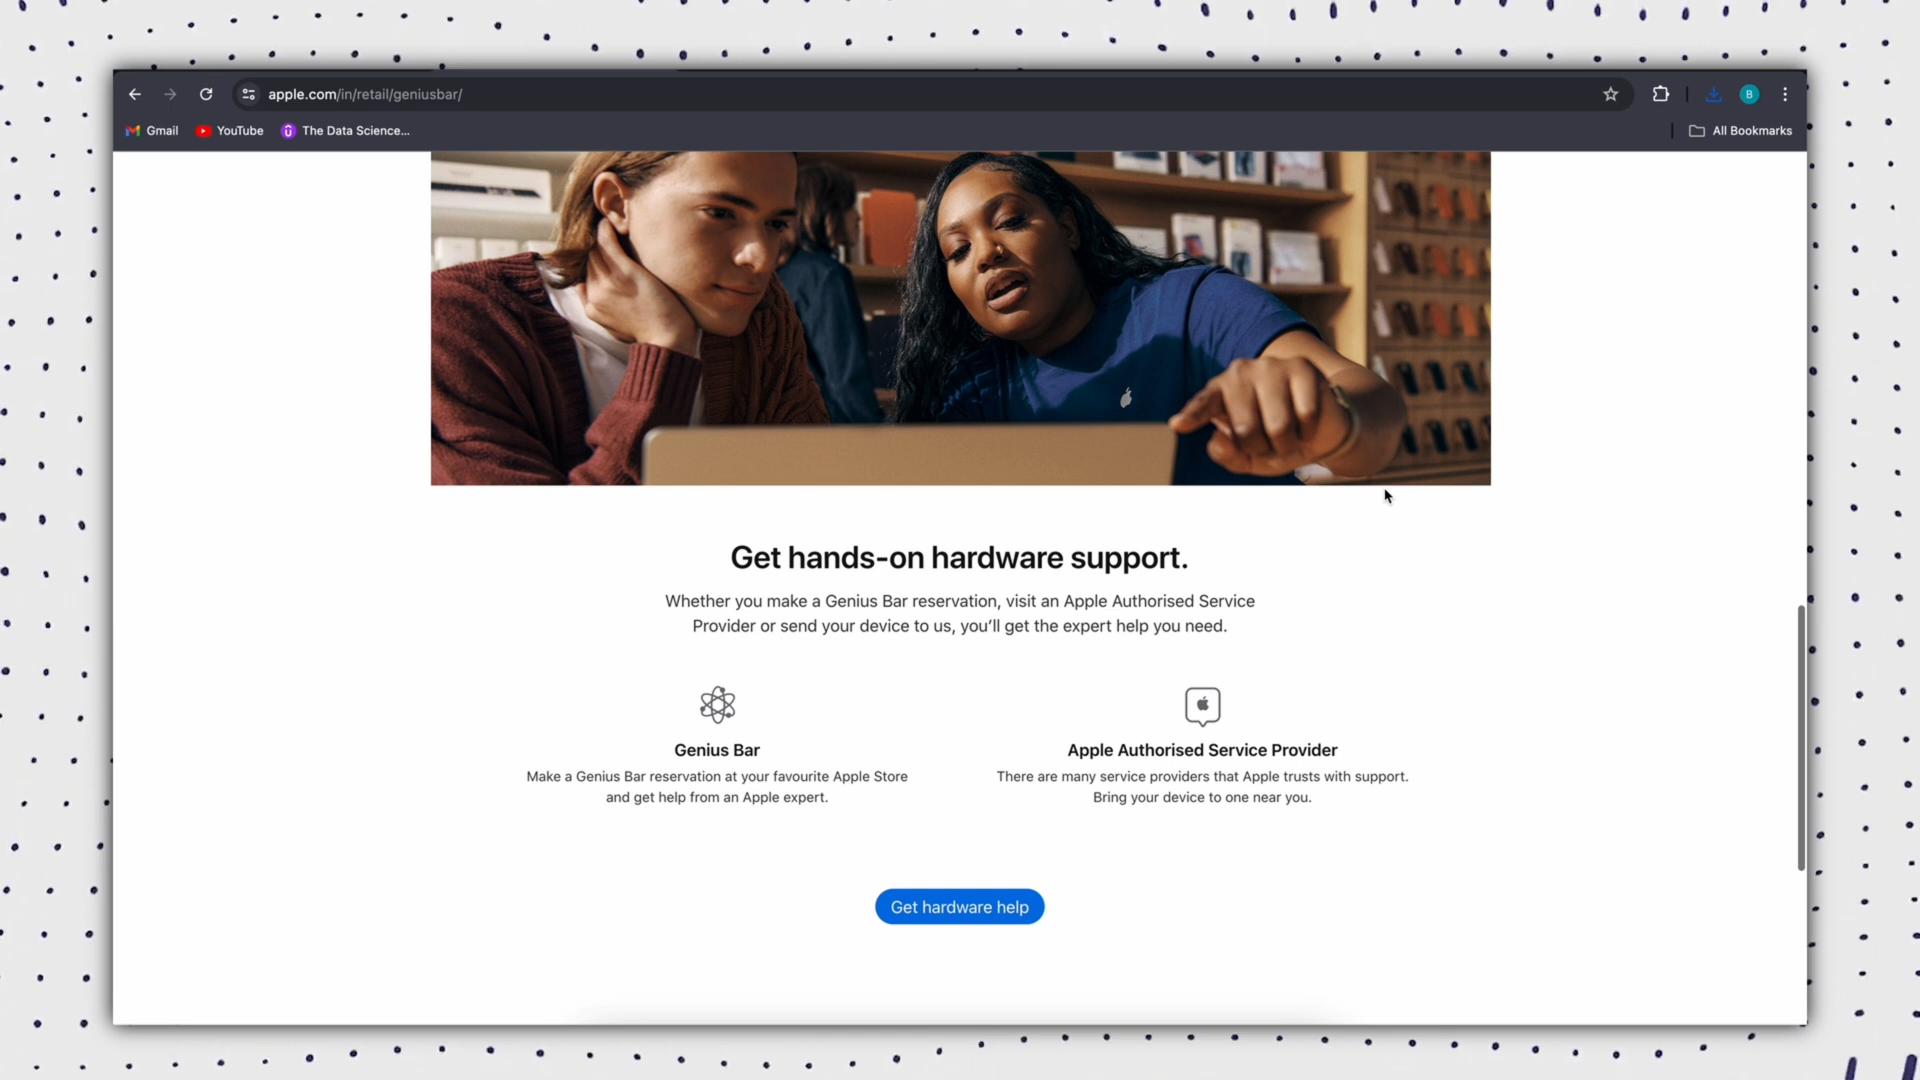 apple.com/in/retail/geniusbar/
B
Gmail
YouTube
The Data Science...
All Bookmarks
Get hands-on hardware support.
Whether you make a Genius Bar reservation, visit an Apple Authorised Service
Provider or send your device to us, you’ll get the expert help you need.
Genius Bar
Make a Genius Bar reservation at your favourite Apple Store
and get help from an Apple expert.
Apple Authorised Service Provider
There are many service providers that Apple trusts with support.
Bring your device to one near you.
Get hardware help